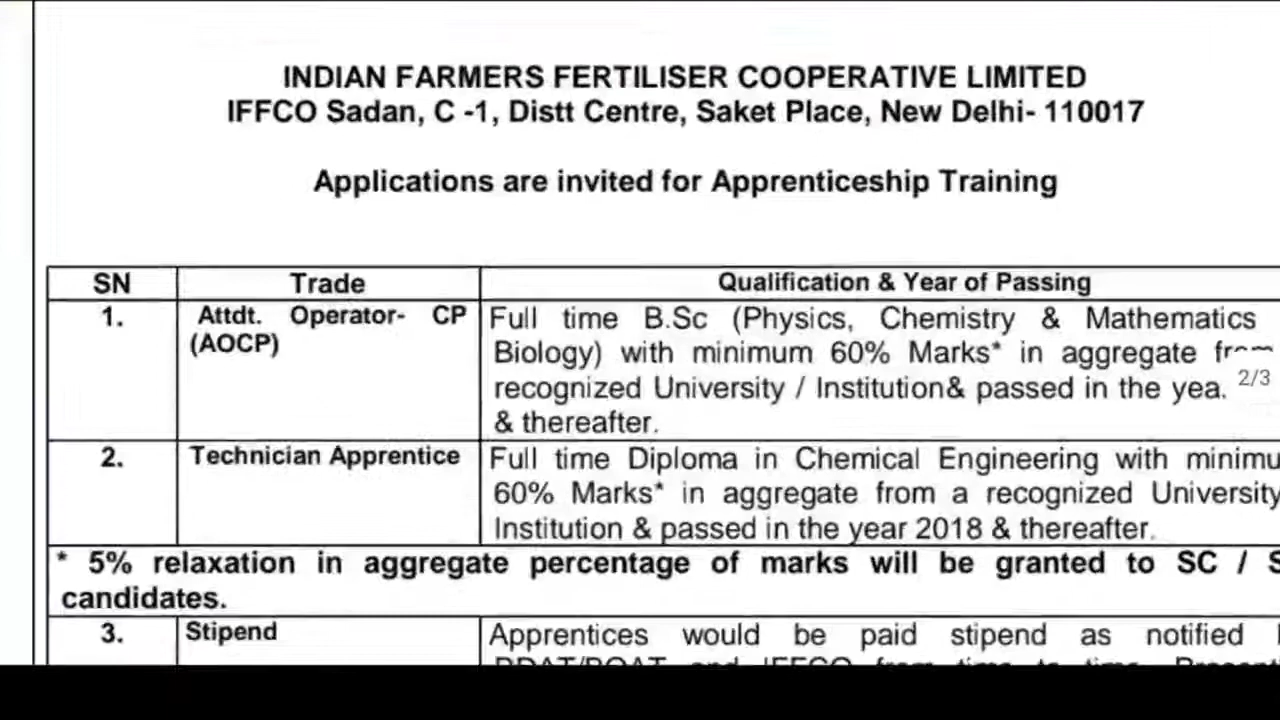 INDIAN FARMERS FERTILISER COOPERATIVE LIMITED
IFFCO Sadan, C -1, Distt Centre, Saket Place, New Delhi- 110017
Applications are invited for Apprenticeship Training
SN Trade Qualification & Year of Passing
1. Attdt. Operator- CP
(AOCP)
Full time B.Sc (Physics, Chemistry & Mathematics
Biology) with minimum 60% Marks* in aggregate
recognized University / Institution& passed in the
& thereafter.
2/3
2. Technician Apprentice
Full time Diploma in Chemical Engineering with
60% Marks* in aggregate from a recognized University
Institution & passed in the year 2018 & thereafter.
* 5% relaxation in aggregate percentage of marks will be granted to SC /
candidates.
3. Stipend
Apprentices would be paid stipend as notified